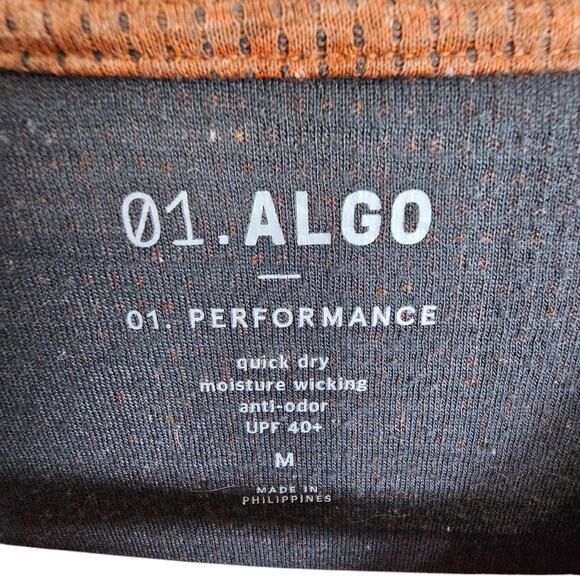 01.ALGO
01. PERFORMANCE
quick dry
moisture wicking
anti-odor
UPF 40+
M
MADE IN
PHILIPPINES